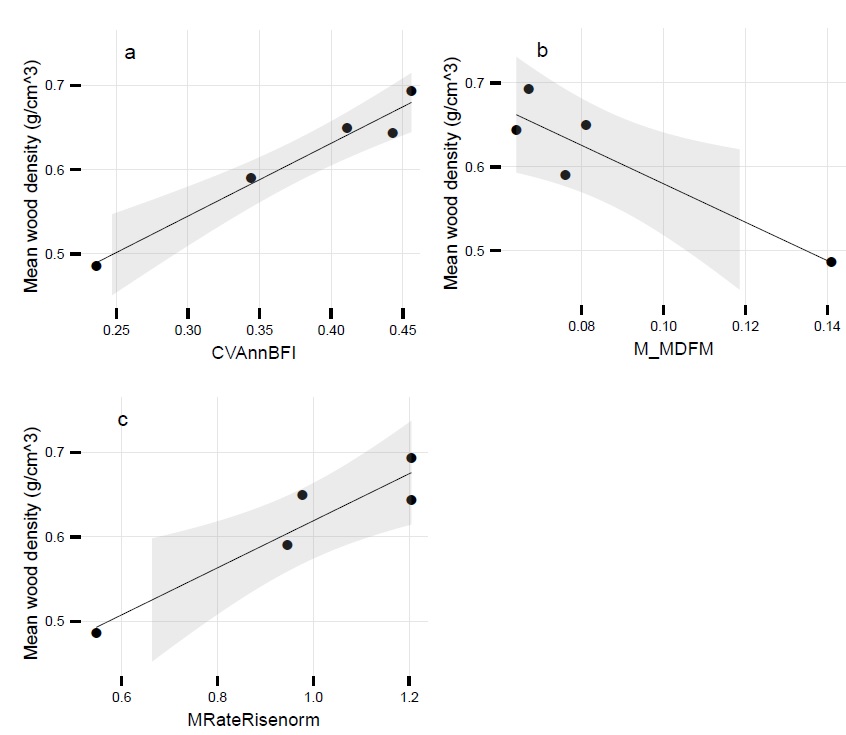 a
Mean wood density (g/cm^3)
0.7
0.6
0.5
0.25 0.30 0.35 0.40 0.45
CVAnnBFI
b
Mean wood density (g/cm^3)
0.7
0.6
0.5
0.08 0.10 0.12 0.14
M_MDFM
c
Mean wood density (g/cm^3)
0.7
0.6
0.5
0.6 0.8 1.0 1.2
MRateRisenorm